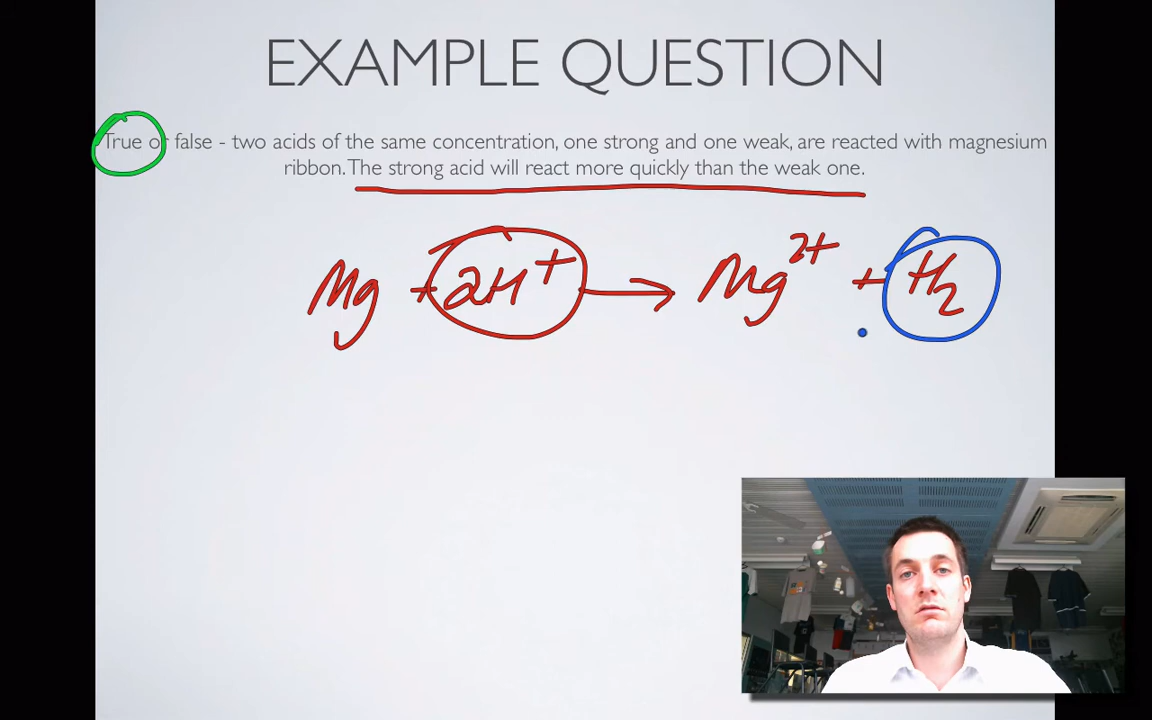 EXAMPLE QUESTION
True or false - two acids of the same concentration, one strong and one weak, are reacted with magnesium
ribbon. The strong acid will react more quickly than the weak one.
Mg + 2H⁺ → Mg²⁺ + H₂